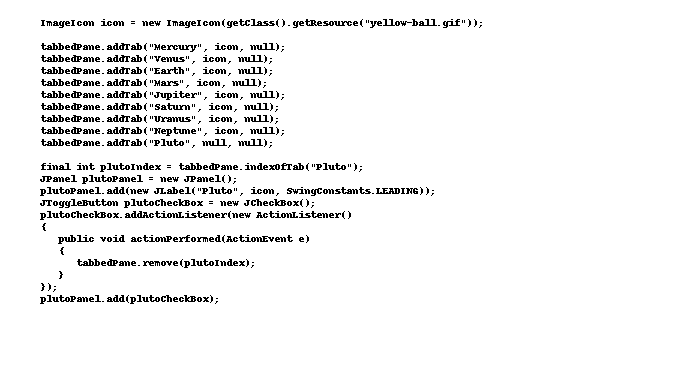 ImageIcon icon = new ImageIcon(getClass().getResource("yellow-ball.gif"));
tabbedPane.addTab("Mercury", icon, null);
tabbedPane.addTab("Venus", icon, null);
tabbedPane.addTab("Earth", icon, null);
tabbedPane.addTab("Mars", icon, null);
tabbedPane.addTab("Jupiter", icon, null);
tabbedPane.addTab("Saturn", icon, null);
tabbedPane.addTab("Uranus", icon, null);
tabbedPane.addTab("Neptune", icon, null);
tabbedPane.addTab("Pluto", null, null);
final int plutoIndex = tabbedPane.indexOfTab("Pluto");
JPanel plutoPanel = new JPanel();
plutoPanel.add(new JLabel("Pluto", icon, SwingConstants.LEADING));
JToggleButton plutoCheckBox = new JCheckBox();
plutoCheckBox.addActionListener(new ActionListener()
{
public void actionPerformed(ActionEvent e)
{
tabbedPane.remove(plutoIndex);
}
});
plutoPanel.add(plutoCheckBox);